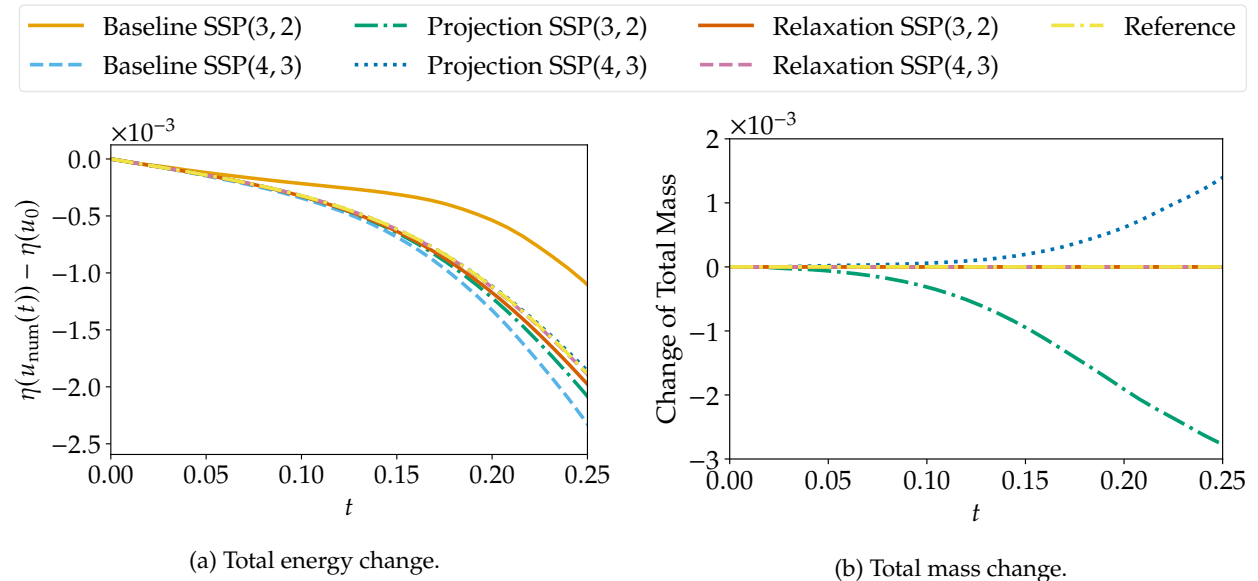 Baseline SSP(3, 2) Projection SSP(3, 2) Relaxation SSP(3, 2) Reference
Baseline SSP(4, 3) Projection SSP(4, 3) Relaxation SSP(4, 3)
×10⁻³
0.0
−0.5
−1.0
−1.5
−2.0
−2.5
η(u_num(t)) − η(u₀)
0.00 0.05 0.10 0.15 0.20 0.25
t
(a) Total energy change.
×10⁻³
2
1
0
−1
−2
−3
Change of Total Mass
0.00 0.05 0.10 0.15 0.20 0.25
t
(b) Total mass change.